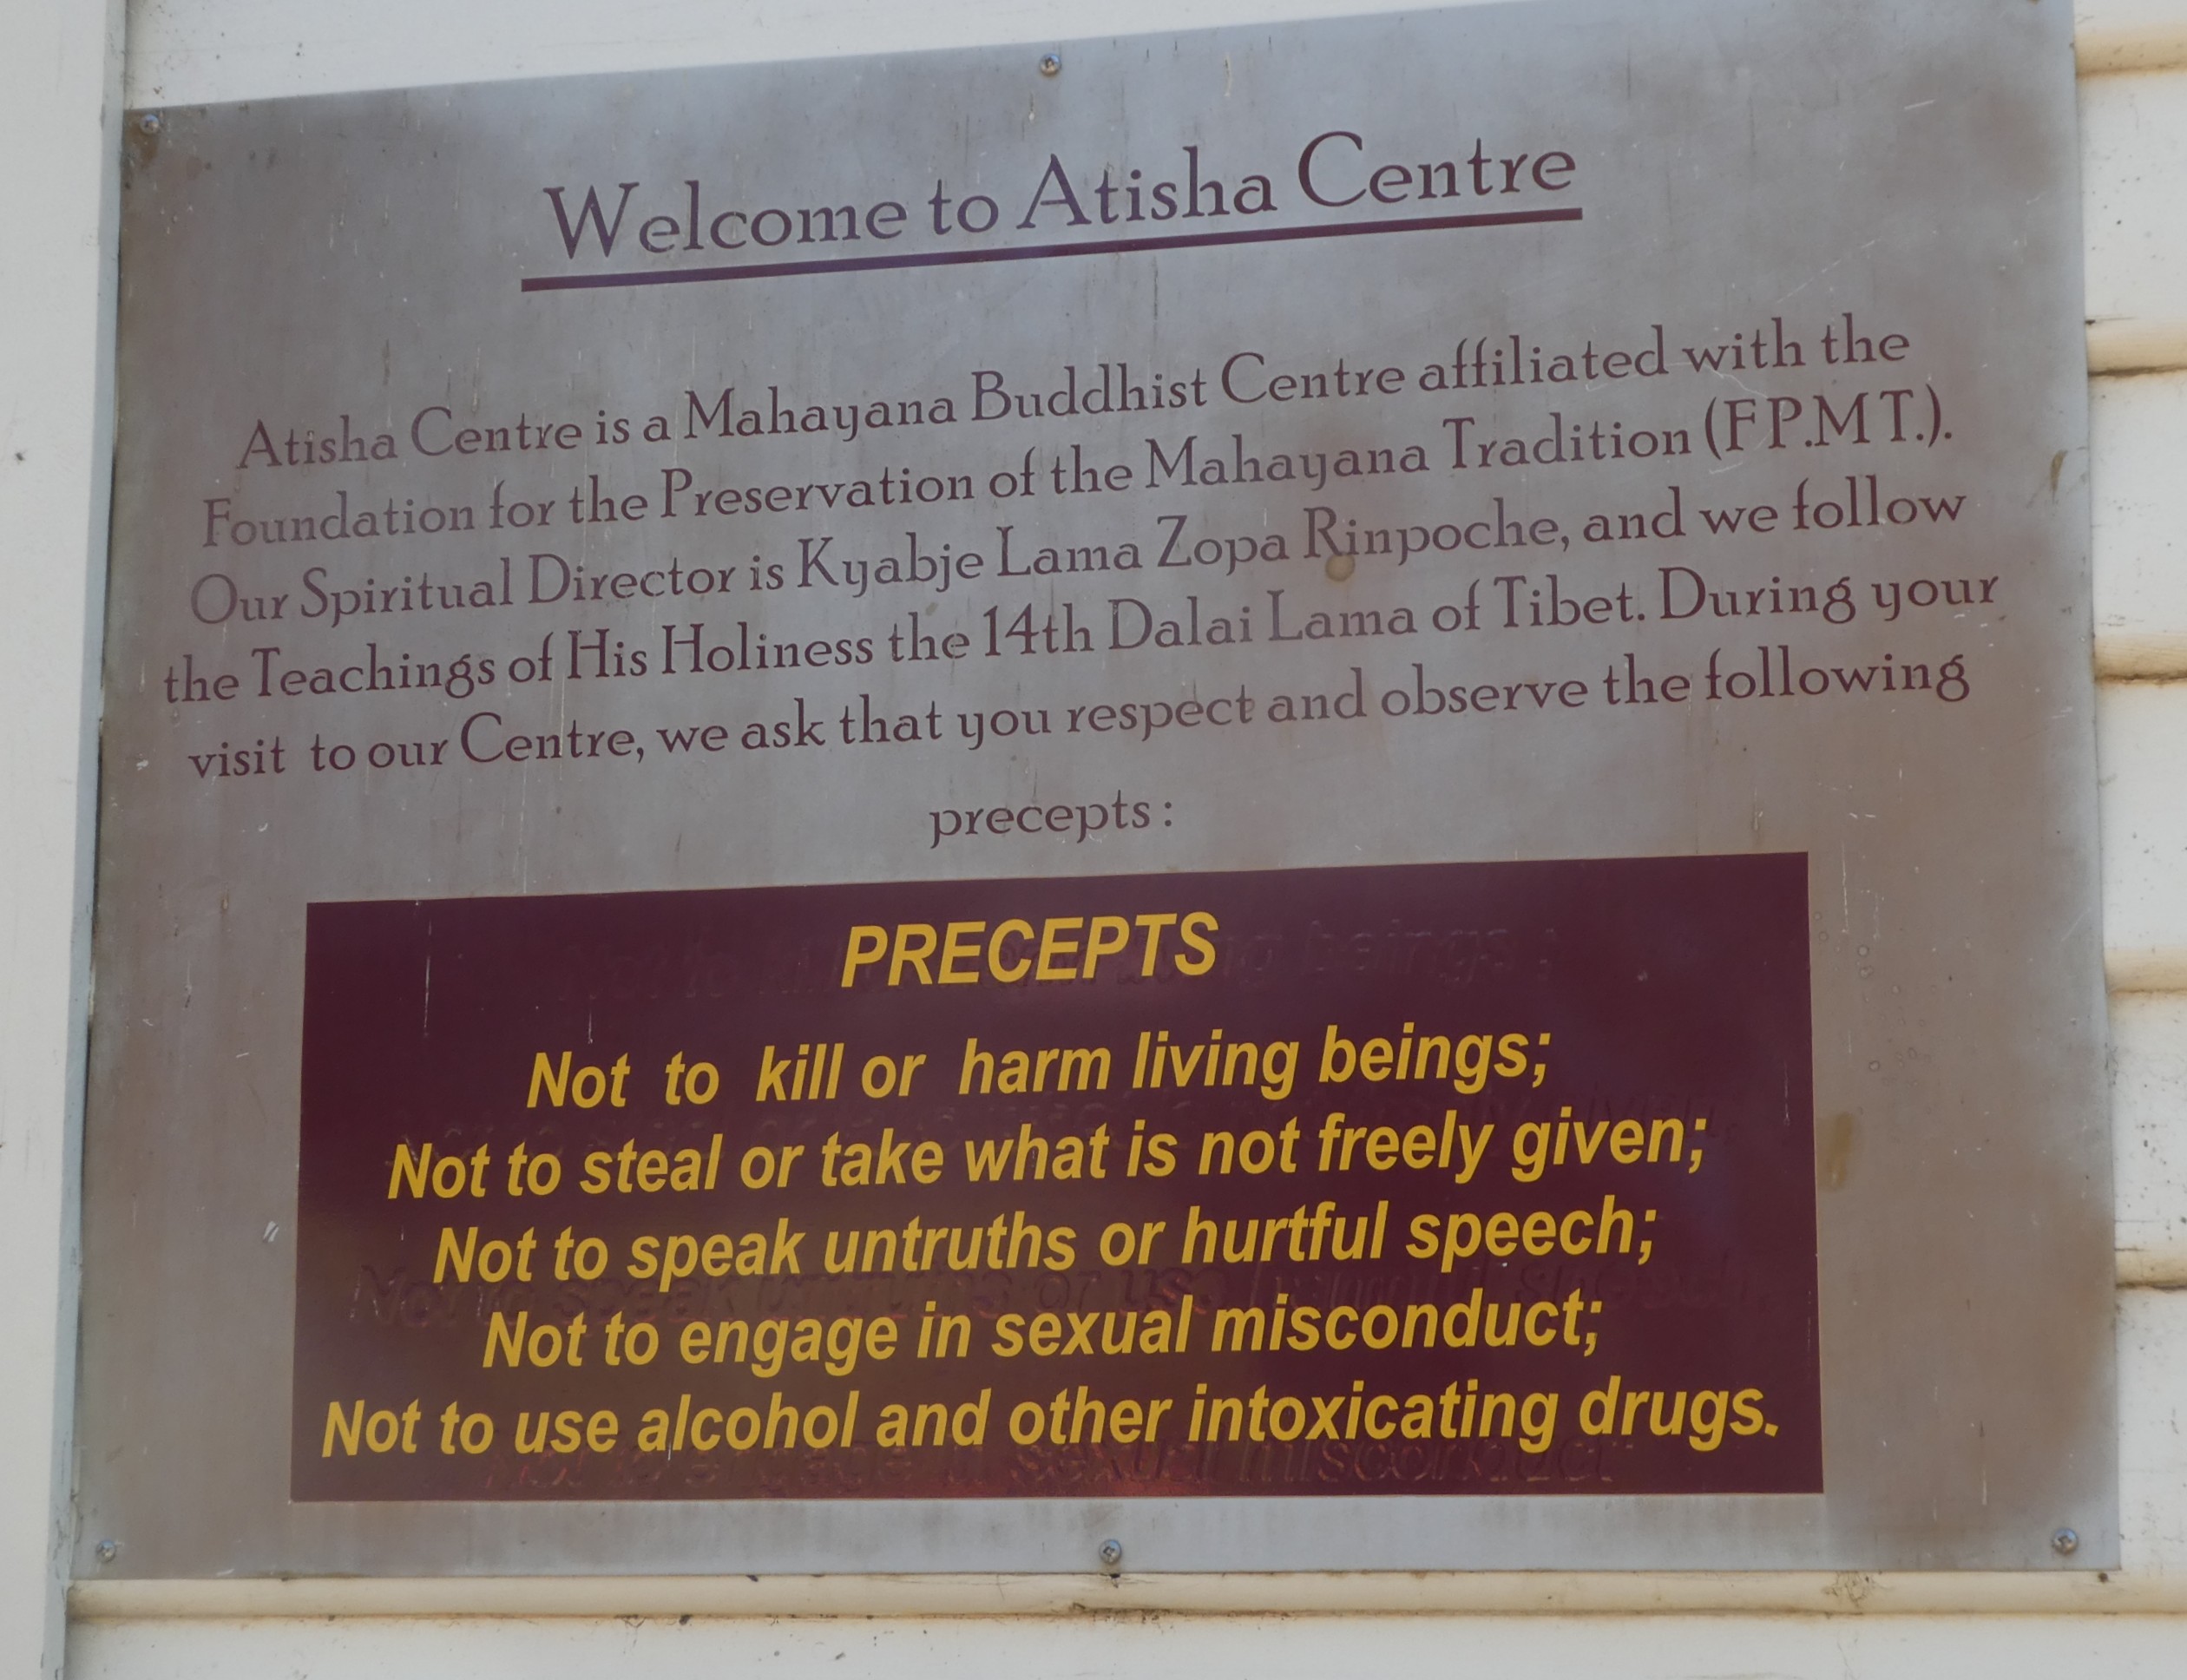 Welcome to Atisha Centre
Atisha Centre is a Mahayana Buddhist Centre affiliated with the
Foundation for the Preservation of the Mahayana Tradition (F.P.M.T.).
Our Spiritual Director is Kyabje Lama Zopa Rinpoche, and we follow
the Teachings of His Holiness the 14th Dalai Lama of Tibet. During your
visit to our Centre, we ask that you respect and observe the following
precepts:
PRECEPTS
Not to kill or harm living beings;
Not to steal or take what is not freely given;
Not to speak untruths or hurtful speech;
Not to engage in sexual misconduct;
Not to use alcohol and other intoxicating drugs.